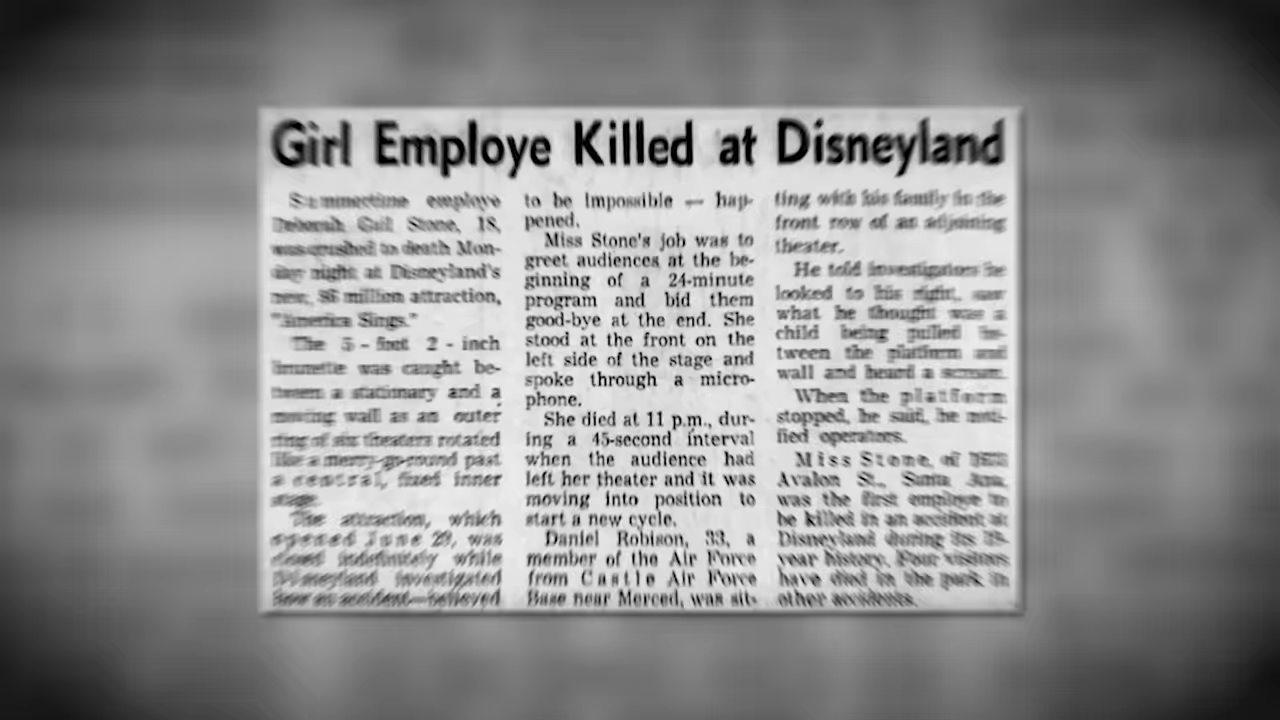 Girl Employe Killed at Disneyland
Summertime employe
Deborah Gail Stone, 18,
was crushed to death Mon-
day night at Disneyland's
new, $6 million attraction,
"America Sings."
The 5 - foot 2 - inch
brunette was caught be-
tween a stationary and a
moving wall as an outer
ring of six theaters rotated
like a merry-go-round past
a central, fixed inner
stage.
The attraction, which
opened June 29, was
closed indefinitely while
Disneyland investigated
how an accident—believed
to be impossible — hap-
pened.
Miss Stone's job was to
greet audiences at the be-
ginning of a 24-minute
program and bid them
good-bye at the end. She
stood at the front on the
left side of the stage and
spoke through a micro-
phone.
She died at 11 p.m., dur-
ing a 45-second interval
when the audience had
left her theater and it was
moving into position to
start a new cycle.
Daniel Robison, 33, a
member of the Air Force
from Castle Air Force
Base near Merced, was sit-
ting with his family in the
front row of an adjoining
theater.
He told investigators he
looked to his right, saw
what he thought was a
child being pulled be-
tween the platform and
wall and heard a scream.
When the platform
stopped, he said, he noti-
fied operators.
Miss Stone, of
Avalon St., Santa Ana,
was the first employe to
be killed in an accident at
Disneyland during its
year history. Four visitors
have died in the park in
other accidents.